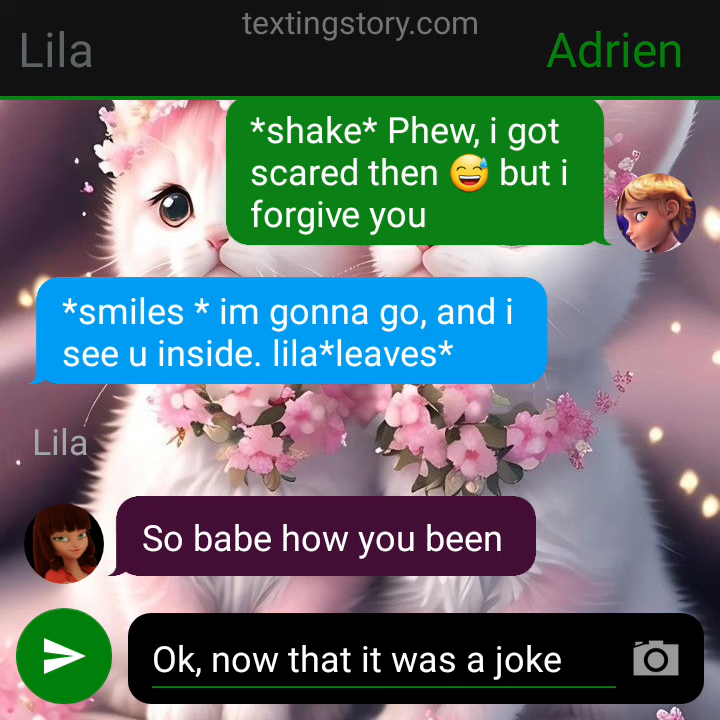 textingstory.com
Lila
Adrien
*shake* Phew, i got
scared then 😅 but i
forgive you
*smiles * im gonna go, and i
see u inside. lila*leaves*
Lila
So babe how you been
Ok, now that it was a joke